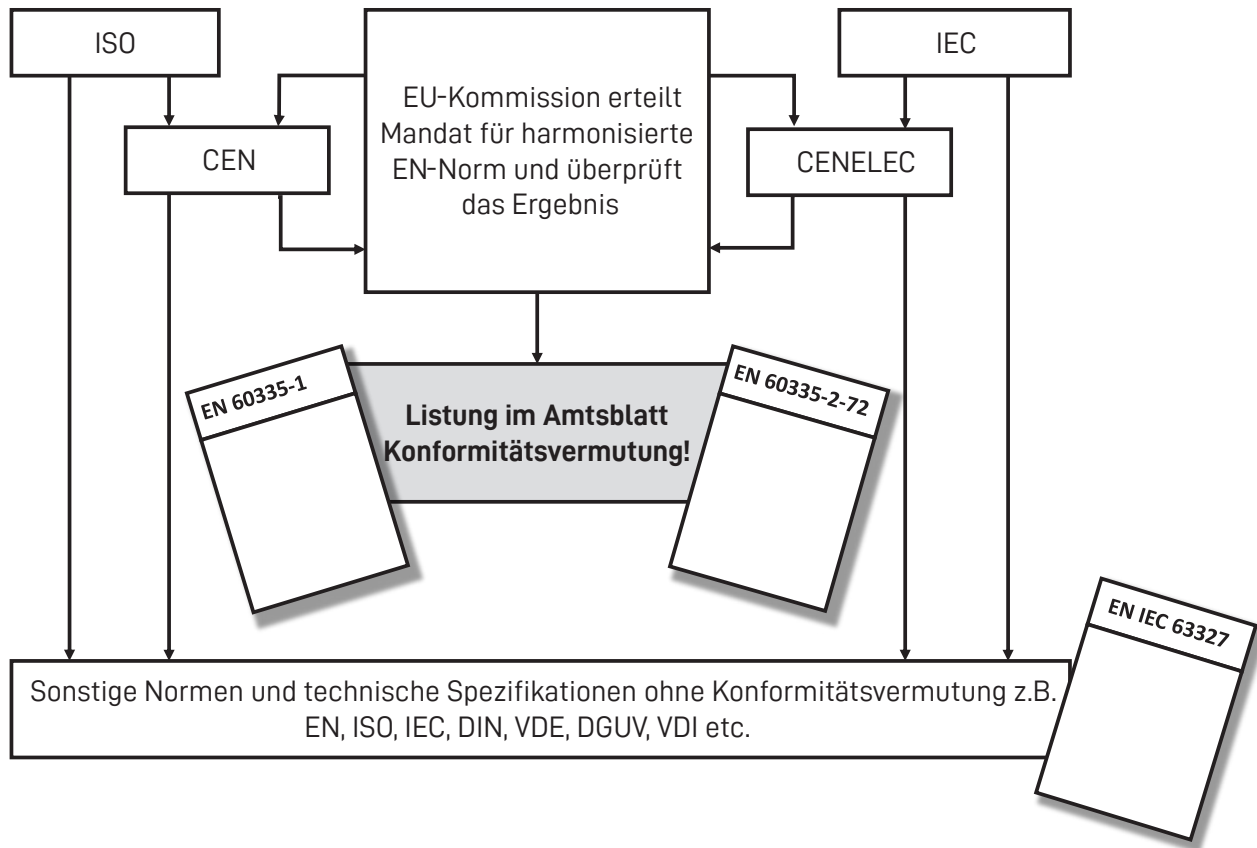 ISO
IEC
EU-Kommission erteilt
Mandat für harmonisierte
EN-Norm und überprüft
das Ergebnis
CEN
CENELEC
EN 60335-1
Listung im Amtsblatt
Konformitätsvermutung!
EN 60335-2-72
EN IEC 63327
Sonstige Normen und technische Spezifikationen ohne Konformitätsvermutung z.B.
EN, ISO, IEC, DIN, VDE, DGUV, VDI etc.